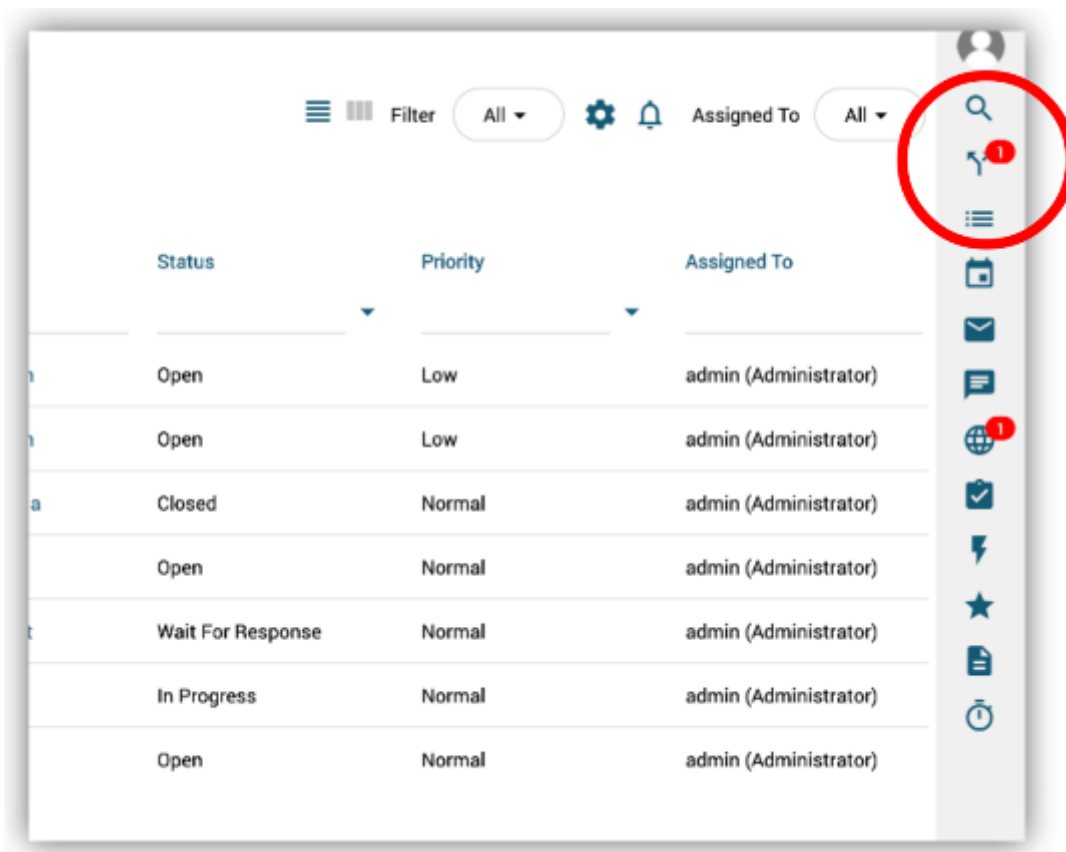 Filter All Assigned To All
1
Status Priority Assigned To
Open Low admin (Administrator)
Open Low admin (Administrator)
1
a Closed Normal admin (Administrator)
Open Normal admin (Administrator)
t Wait For Response Normal admin (Administrator)
In Progress Normal admin (Administrator)
Open Normal admin (Administrator)